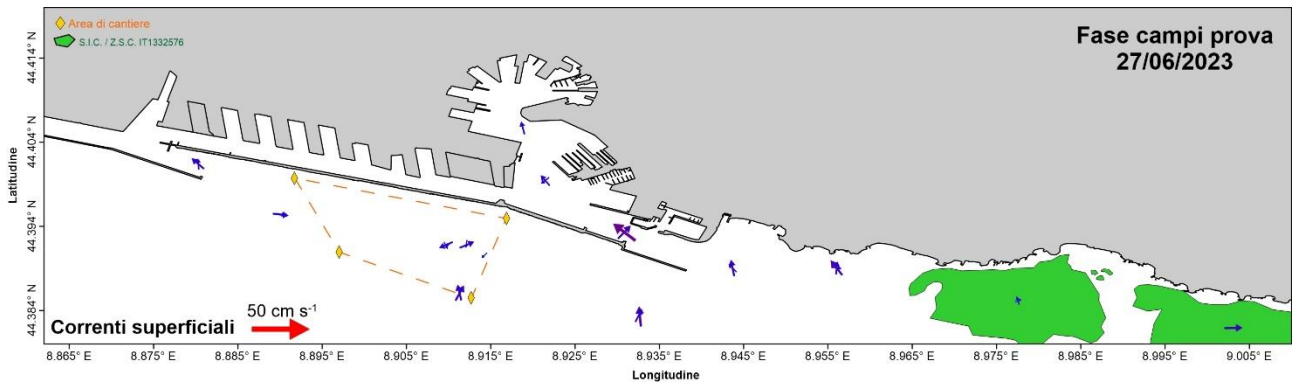 Area di cantiere
S.I.C. / Z.S.C. IT1332576
Fase campi prova
27/06/2023
44.414° N
44.404° N
44.394° N
44.384° N
Latitudine
50 cm s⁻¹
Correnti superficiali
8.865° E
8.875° E
8.885° E
8.895° E
8.905° E
8.915° E
8.925° E
8.935° E
8.945° E
8.955° E
8.965° E
8.975° E
8.985° E
8.995° E
9.005° E
Longitudine